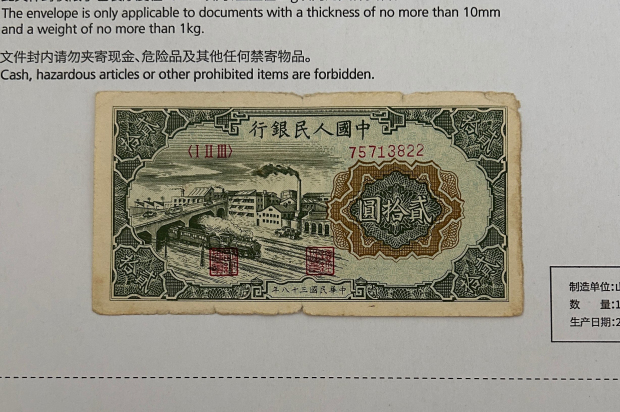 The envelope is only applicable to documents with a thickness of no more than 10mm
and a weight of no more than 1kg.
文件封内请勿夹寄现金、危险品及其他任何禁寄物品。
Cash, hazardous articles or other prohibited items are forbidden.
行銀民人國中
〈I II III〉
75713822
圓拾貳
年八十三國民華中
制造单位:山
数 量:1
生产日期:2